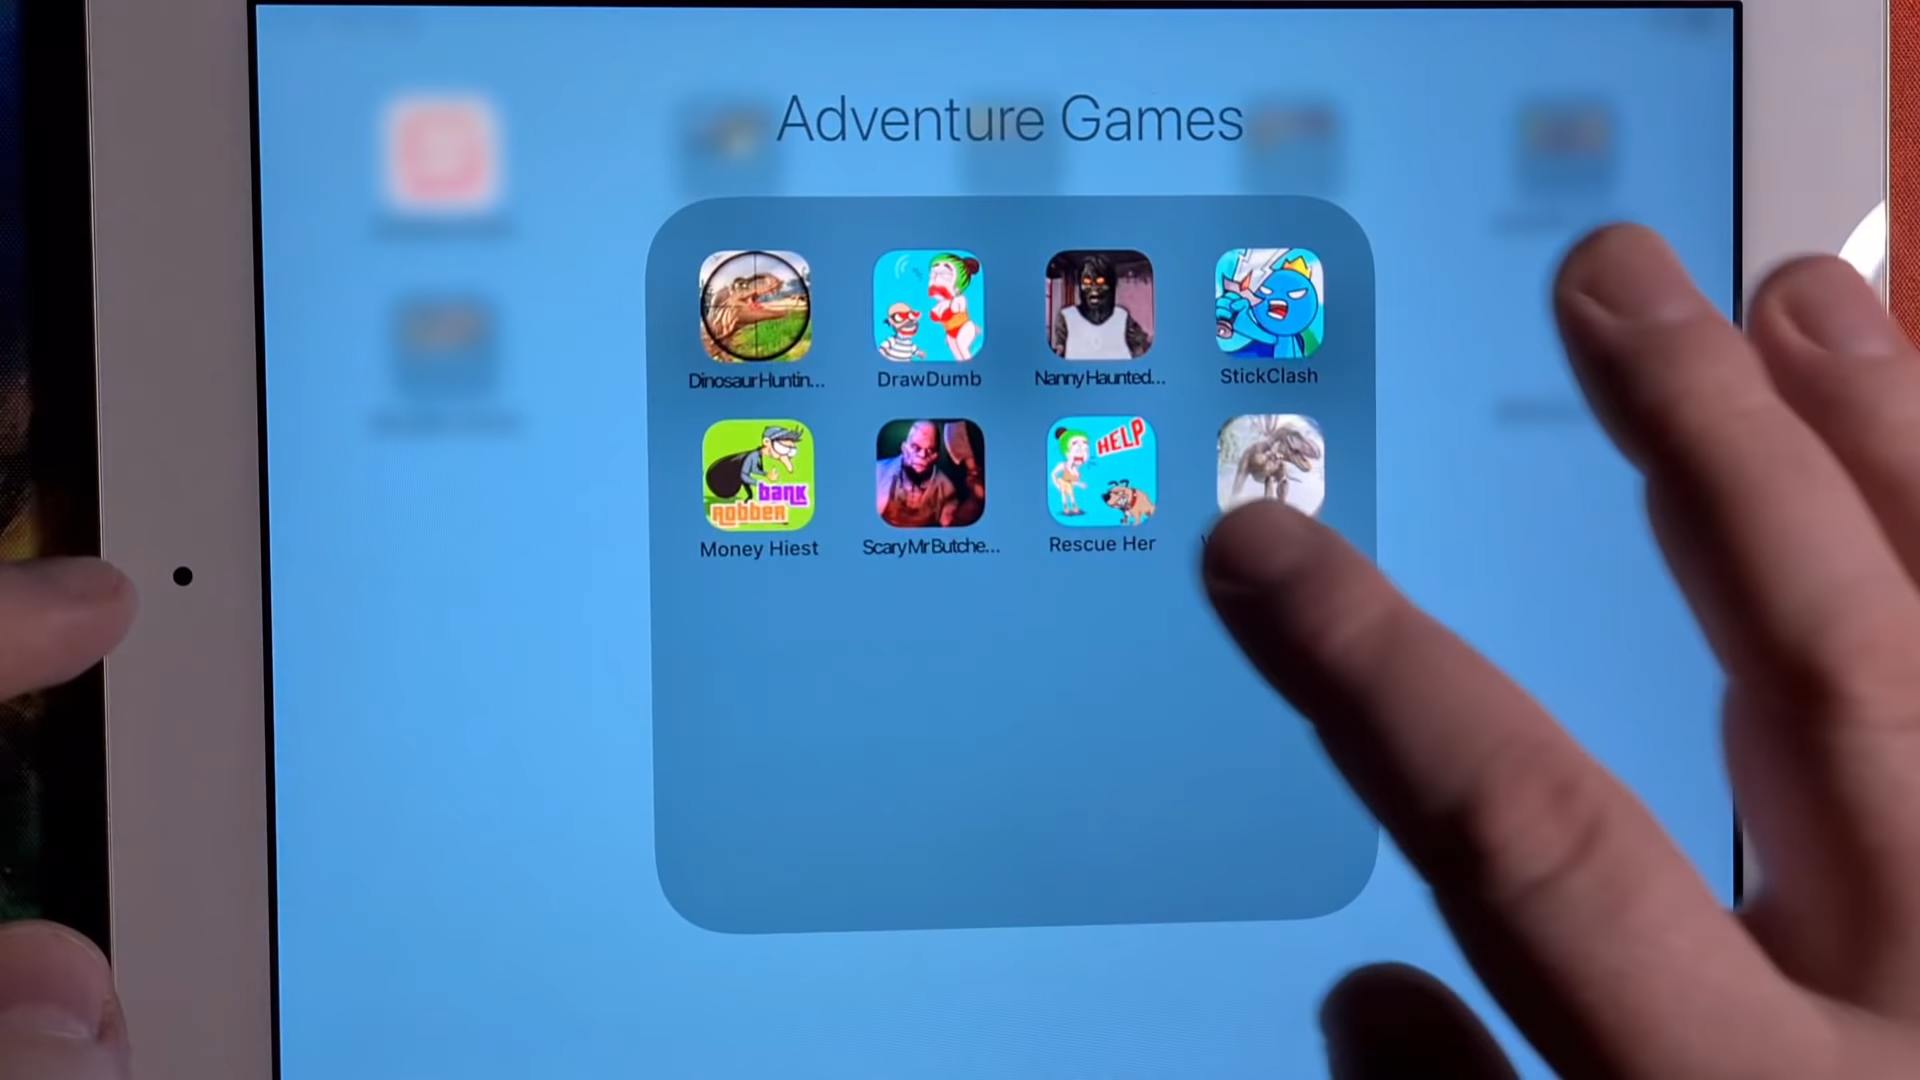 Adventure Games
DinosaurHuntin...
DrawDumb
NannyHaunted...
StickClash
HELP
bank
Robber
Money Hiest
ScaryMrButche...
Rescue Her